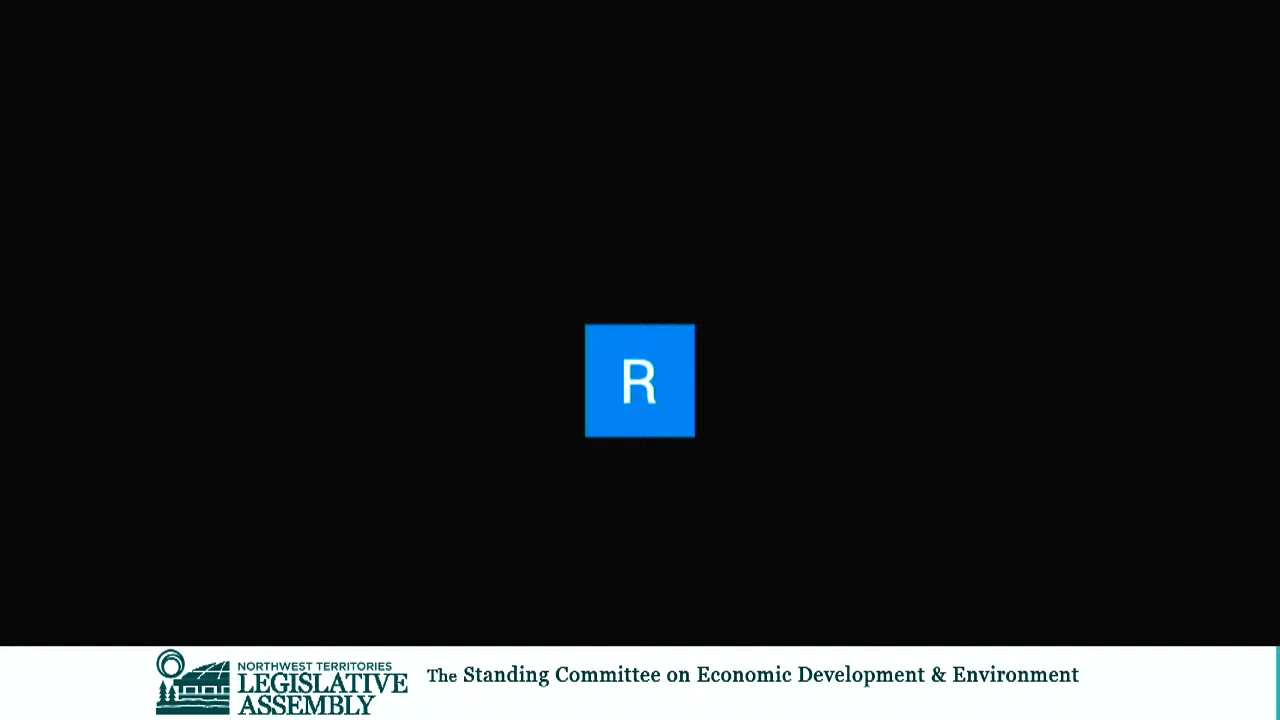 R
NORTHWEST TERRITORIES
LEGISLATIVE
ASSEMBLY
The Standing Committee on Economic Development & Environment